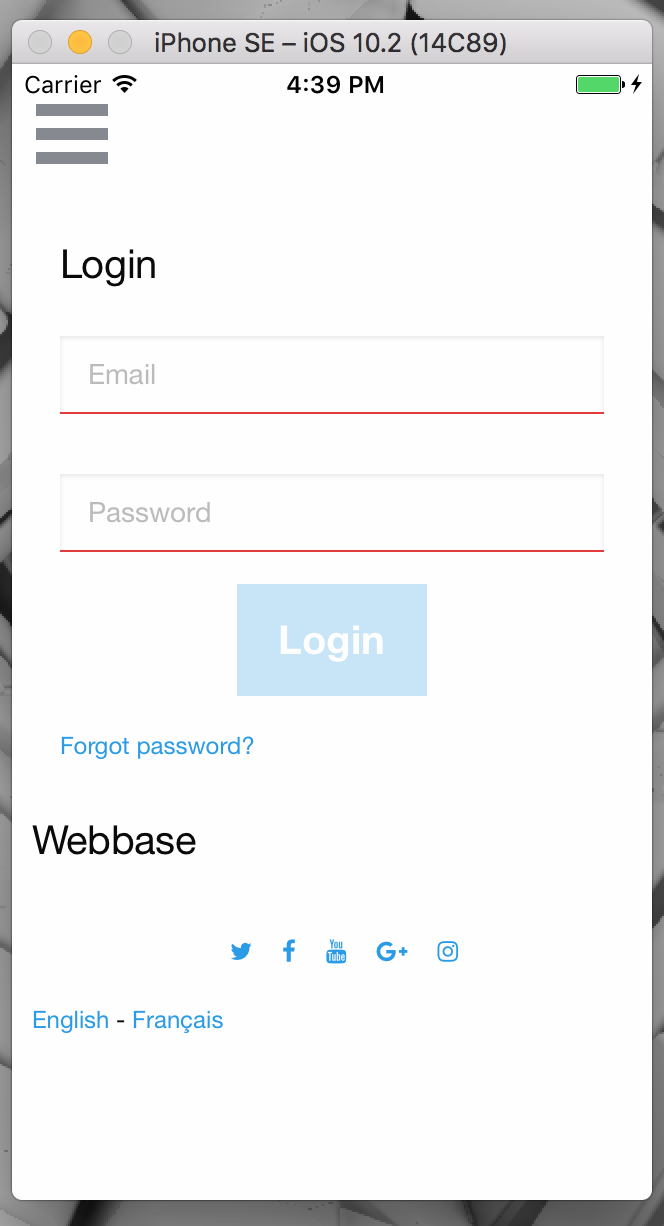 iPhone SE – iOS 10.2 (14C89)
Carrier 4:39 PM
Login
Email
Password
Login
Forgot password?
Webbase
You Tube G+
English - Français